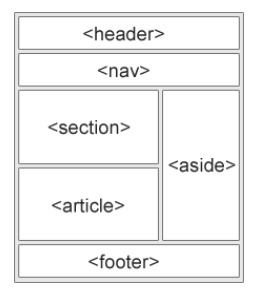 <header>
<nav>
<section>
<aside>
<article>
<footer>